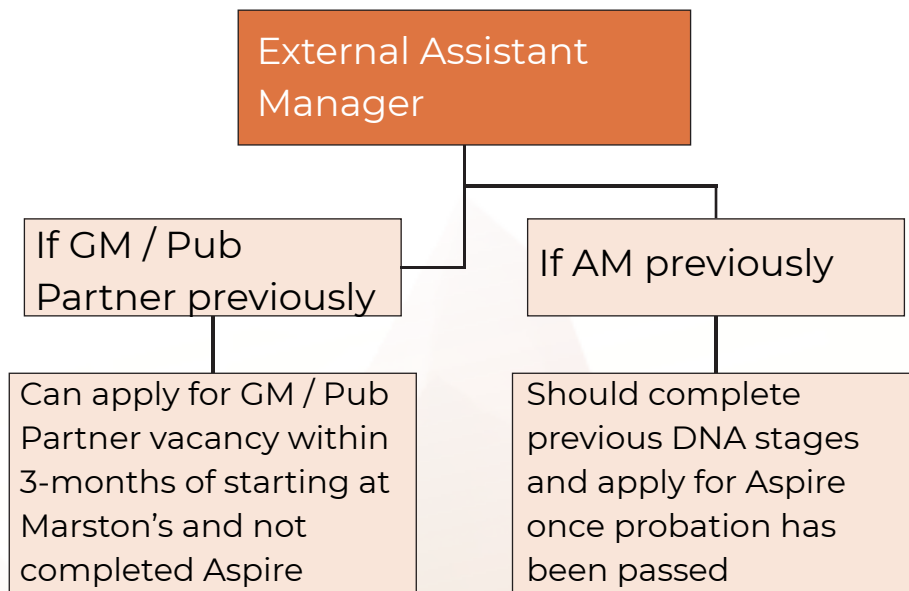 External Assistant
Manager
If GM / Pub
Partner previously
If AM previously
Can apply for GM / Pub
Partner vacancy within
3-months of starting at
Marston’s and not
completed Aspire
Should complete
previous DNA stages
and apply for Aspire
once probation has
been passed